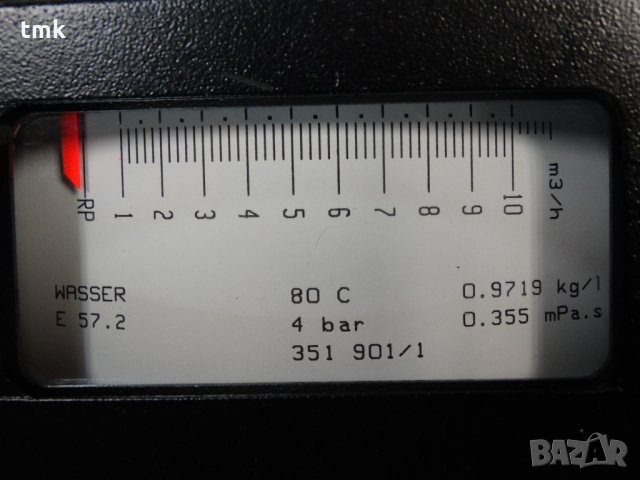 tmk
RP 1 2 3 4 5 6 7 8 9 10 m3/h
WASSER 80 C 0.9719 kg/l
E 57.2 4 bar 0.355 mPa.s
351 901/1
BAZAR